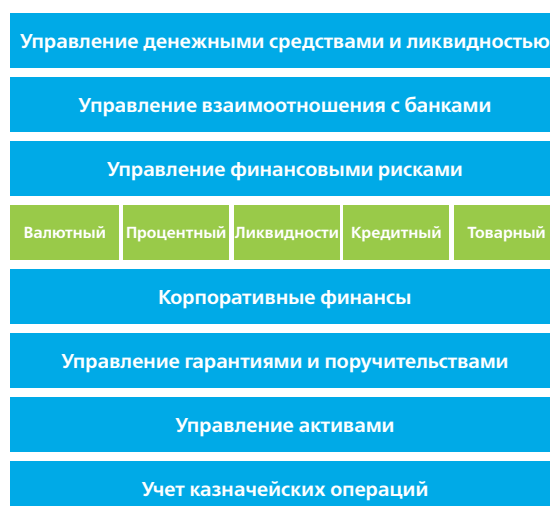 Управление денежными средствами и ликвидностью
Управление взаимоотношения с банками
Управление финансовыми рисками
Валютный Процентный Ликвидности Кредитный Товарный
Корпоративные финансы
Управление гарантиями и поручительствами
Управление активами
Учет казначейских операций